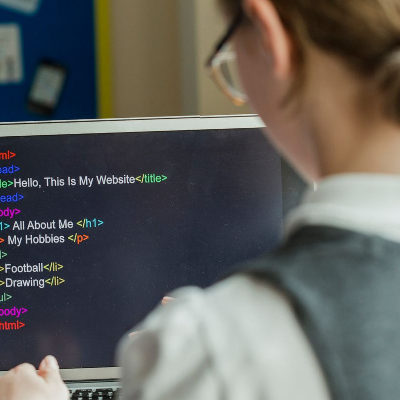 ml>
ead>
le>Hello, This Is My Website</title>
ead>
ody>
1> All About Me </h1>
> My Hobbies </p>
l>
>Football</li>
>Drawing</li>
ul>
body>
html>